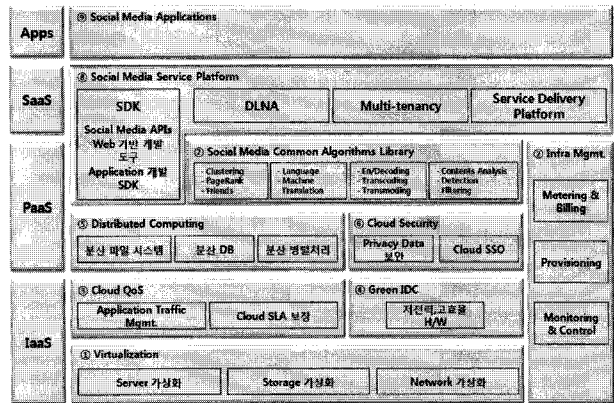 Apps
⑨ Social Media Applications
SaaS
⑧ Social Media Service Platform
SDK
Social Media APIs
Web 기반 개발
도구
Application 개발
SDK
DLNA
Multi-tenancy
Service Delivery
Platform
PaaS
⑦ Social Media Common Algorithms Library
- Clustering
- PageRank
- Friends
- Language
- Machine
Translation
- En/Decoding
- Transcoding
- Transmoding
- Contents Analysis
- Detection
- Filtering
② Infra Mgmt.
Metering &
Billing
Provisioning
Monitoring
& Control
⑤ Distributed Computing
분산 파일 시스템
분산 DB
분산 병렬처리
⑥ Cloud Security
Privacy Data
보안
Cloud SSO
IaaS
③ Cloud QoS
Application Traffic
Mgmt.
Cloud SLA 보장
④ Green IDC
저전력,고효율
H/W
① Virtualization
Server 가상화
Storage 가상화
Network 가상화